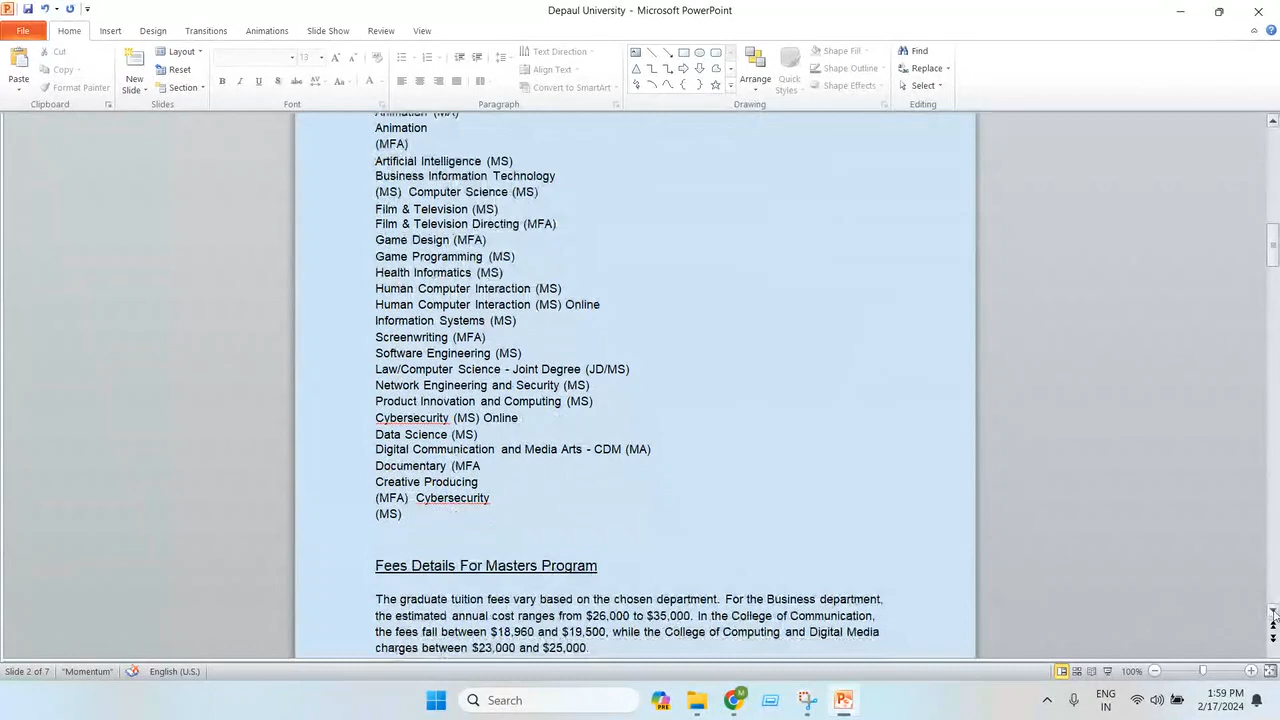 Depaul University - Microsoft PowerPoint
File Home Insert Design Transitions Animations Slide Show Review View
Paste
Cut
Copy
Format Painter
Clipboard
New Slide
Layout
Reset
Section
Slides
13
Font
Text Direction
Align Text
Convert to SmartArt
Paragraph
Arrange
Quick Styles
Shape Fill
Shape Outline
Shape Effects
Drawing
Find
Replace
Select
Editing
Animation (MA)
Animation
(MFA)
Artificial Intelligence (MS)
Business Information Technology
(MS) Computer Science (MS)
Film & Television (MS)
Film & Television Directing (MFA)
Game Design (MFA)
Game Programming (MS)
Health Informatics (MS)
Human Computer Interaction (MS)
Human Computer Interaction (MS) Online
Information Systems (MS)
Screenwriting (MFA)
Software Engineering (MS)
Law/Computer Science - Joint Degree (JD/MS)
Network Engineering and Security (MS)
Product Innovation and Computing (MS)
Cybersecurity (MS) Online
Data Science (MS)
Digital Communication and Media Arts - CDM (MA)
Documentary (MFA
Creative Producing
(MFA) Cybersecurity
(MS)
Fees Details For Masters Program
The graduate tuition fees vary based on the chosen department. For the Business department,
the estimated annual cost ranges from $26,000 to $35,000. In the College of Communication,
the fees fall between $18,960 and $19,500, while the College of Computing and Digital Media
charges between $23,000 and $25,000.
Slide 2 of 7 "Momentum" English (U.S.) 100%
Search
ENG
IN
1:59 PM
2/17/2024